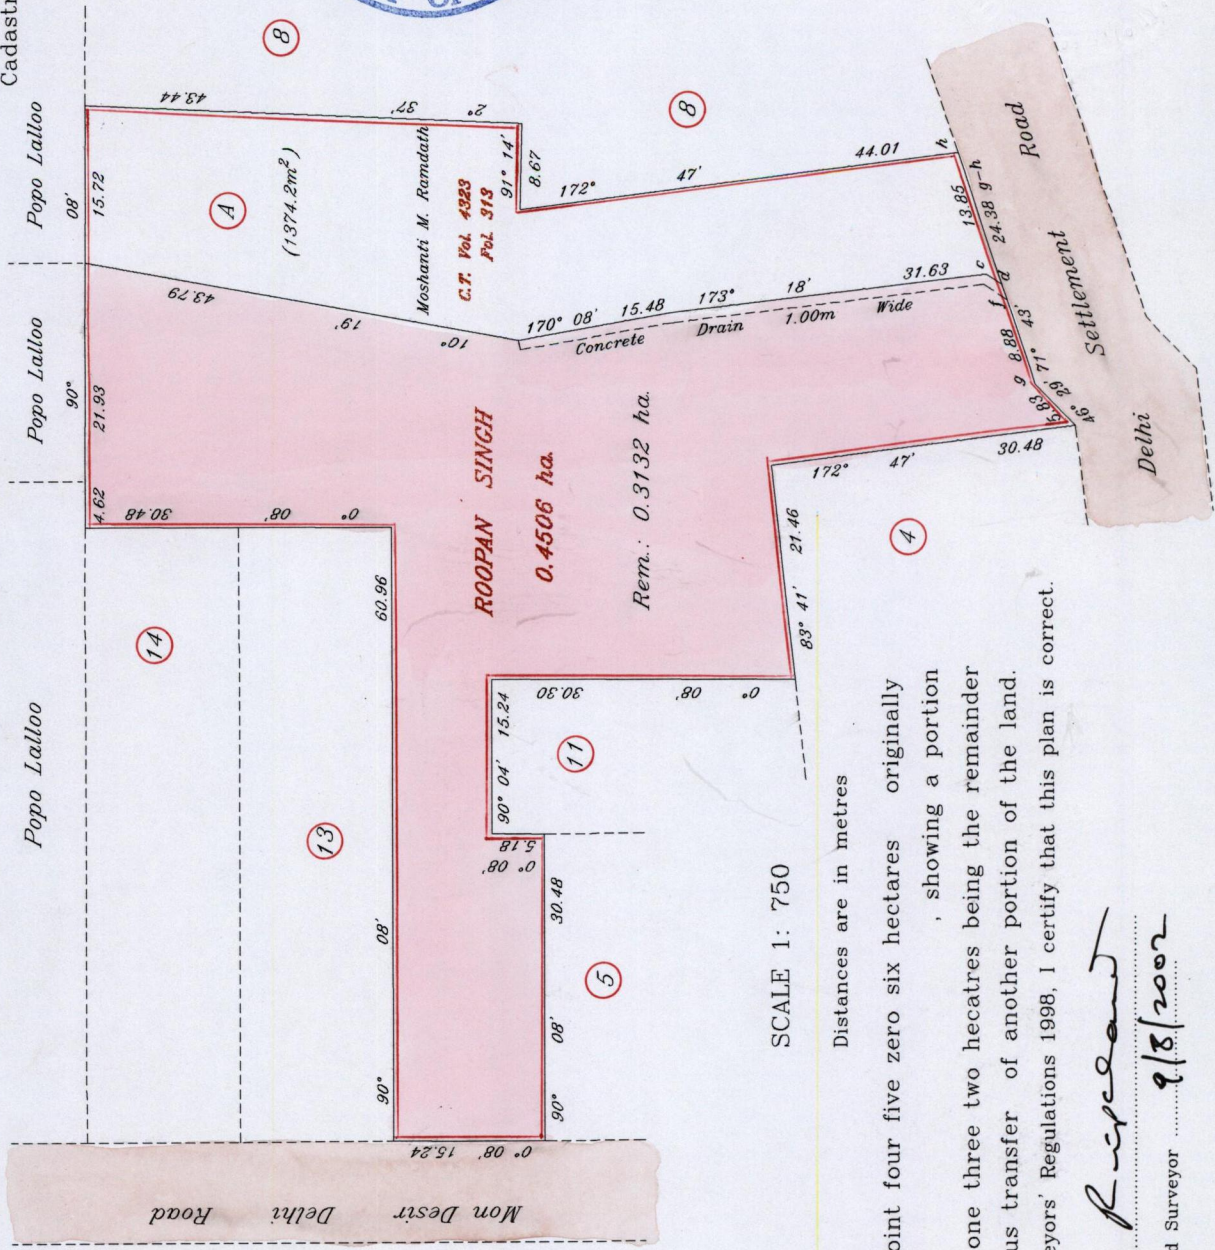 Cadastr
OF
Popo Lalloo
Popo Lalloo
Popo Lalloo
90° 08'
4.62
21.93
15.72
8
43.44
37'
2°
A
(1374.2m²)
Moshanti M. Ramdath
C.T. Vol. 4323
Fol. 313
91° 14'
8.67
8
172° 47' 44.01
h
13.85
24.38 g-h
43.79
19'
10°
170° 08' 15.48
173° 18' 31.63
Concrete Drain 1.00m Wide
c
d
f
g
8.88
71° 43'
5.83
46° 29'
Delhi Settlement Road
14
30.48
08'
0°
13
90° 08' 60.96
ROOPAN SINGH
0.4506 ha.
Rem.: 0.3132 ha.
172° 47' 30.48
83° 41' 21.46
4
0° 08' 30.30
90° 04' 15.24
11
0° 08' 5.18
90° 08' 30.48
5
0° 08' 15.24
Mon Desir Delhi Road
SCALE 1: 750
Distances are in metres
oint four five zero six hectares originally
, showing a portion
one three two hecatres being the remainder
us transfer of another portion of the land.
eyors' Regulations 1998, I certify that this plan is correct.
d Surveyor 9/8/2002